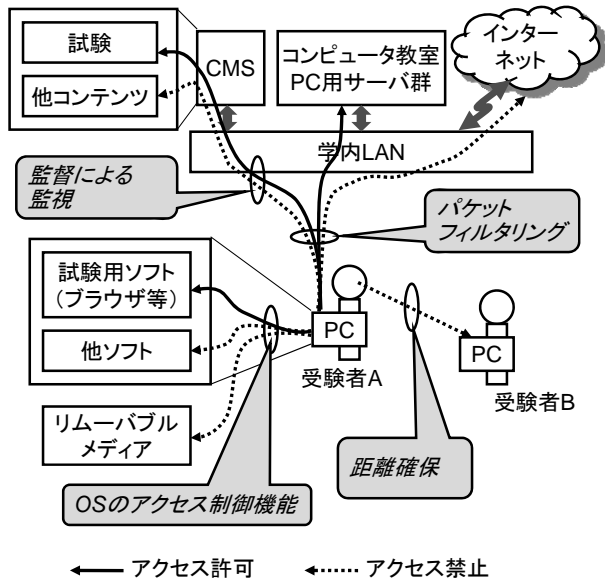 試験
他コンテンツ
CMS
コンピュータ教室
PC用サーバ群
インター
ネット
学内LAN
監督による
監視
パケット
フィルタリング
試験用ソフト
(ブラウザ等)
他ソフト
リムーバブル
メディア
PC
受験者A
PC
受験者B
OSのアクセス制御機能
距離確保
アクセス許可
アクセス禁止